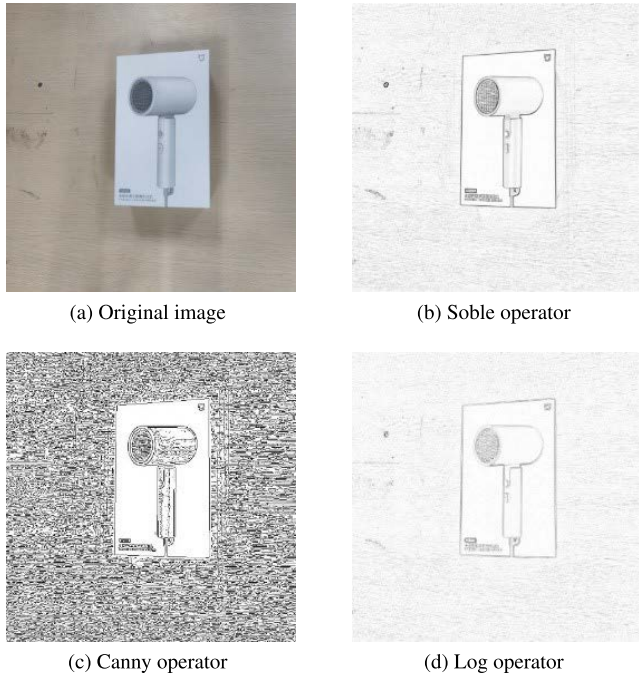 (a) Original image
(b) Soble operator
(c) Canny operator
(d) Log operator